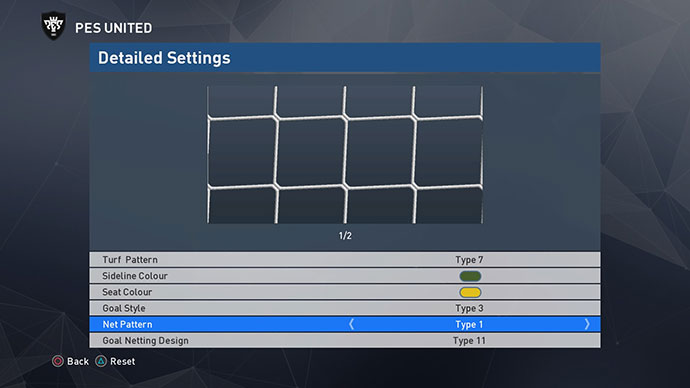 PES UNITED
Detailed Settings
1/2
Turf Pattern Type 7
Sideline Colour
Seat Colour
Goal Style Type 3
Net Pattern Type 1
Goal Netting Design Type 11
Back Reset